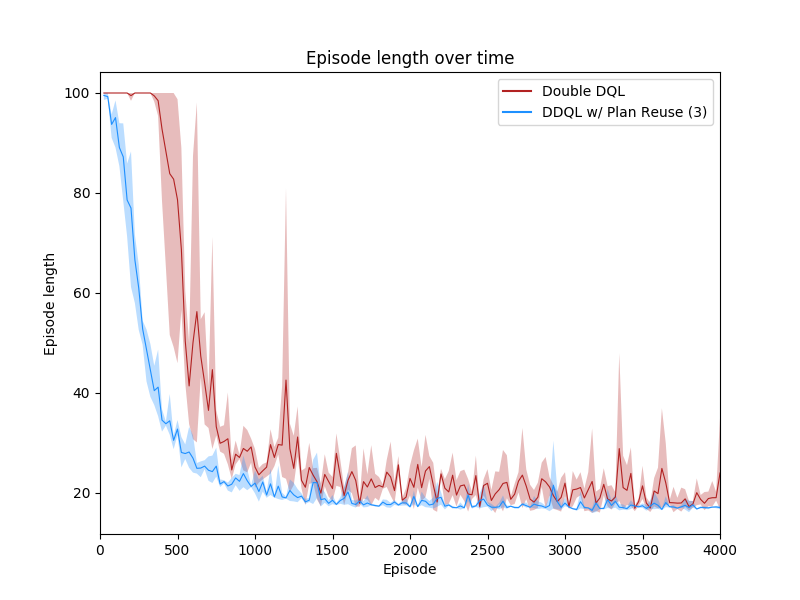 Episode length over time
Double DQL
DDQL w/ Plan Reuse (3)
100
80
60
40
20
Episode length
0 500 1000 1500 2000 2500 3000 3500 4000
Episode